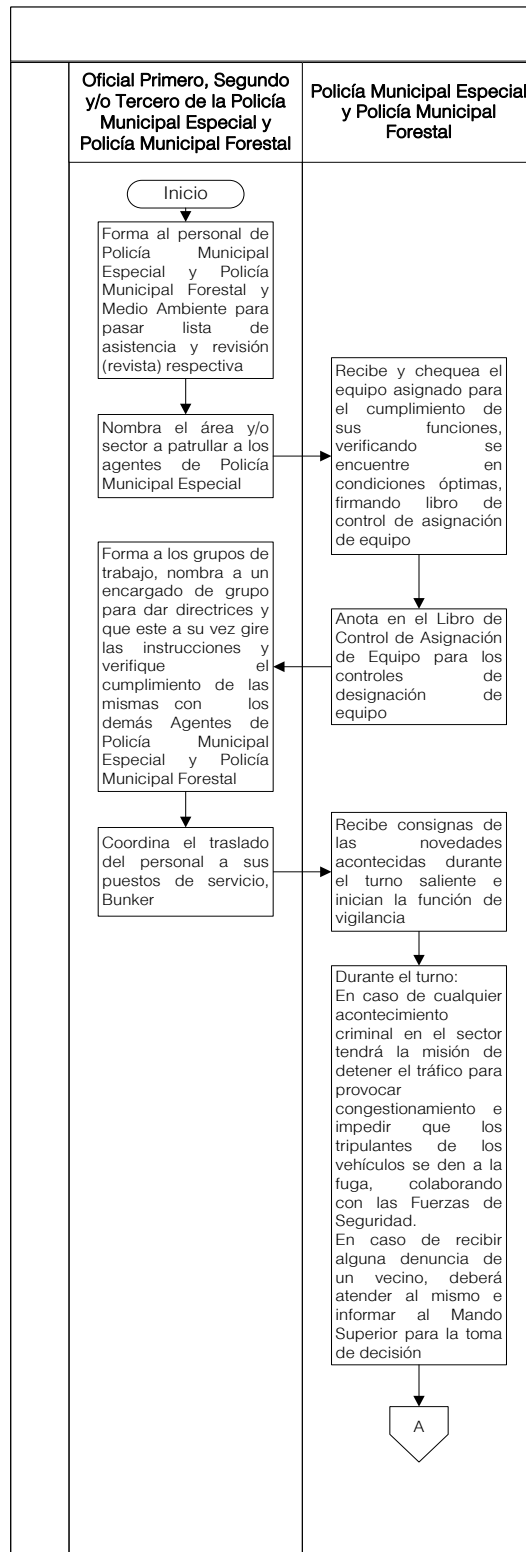 Oficial Primero, Segundo
y/o Tercero de la Policía
Municipal Especial y
Policía Municipal Forestal
Policía Municipal Especial
y Policía Municipal
Forestal
Inicio
Forma al personal de
Policía Municipal
Especial y Policía
Municipal Forestal y
Medio Ambiente para
pasar lista de
asistencia y revisión
(revista) respectiva
Nombra el área y/o
sector a patrullar a los
agentes de Policía
Municipal Especial
Recibe y chequea el
equipo asignado para
el cumplimiento de
sus funciones,
verificando se
encuentre en
condiciones óptimas,
firmando libro de
control de asignación
de equipo
Anota en el Libro de
Control de Asignación
de Equipo para los
controles de
designación de
equipo
Forma a los grupos de
trabajo, nombra a un
encargado de grupo
para dar directrices y
que este a su vez gire
las instrucciones y
verifique el
cumplimiento de las
mismas con los
demás Agentes de
Policía Municipal
Especial y Policía
Municipal Forestal
Coordina el traslado
del personal a sus
puestos de servicio,
Bunker
Recibe consignas de
las novedades
acontecidas durante
el turno saliente e
inician la función de
vigilancia
Durante el turno:
En caso de cualquier
acontecimiento
criminal en el sector
tendrá la misión de
detener el tráfico para
provocar
congestionamiento e
impedir que los
tripulantes de los
vehículos se den a la
fuga, colaborando
con las Fuerzas de
Seguridad.
En caso de recibir
alguna denuncia de
un vecino, deberá
atender al mismo e
informar al Mando
Superior para la toma
de decisión
A